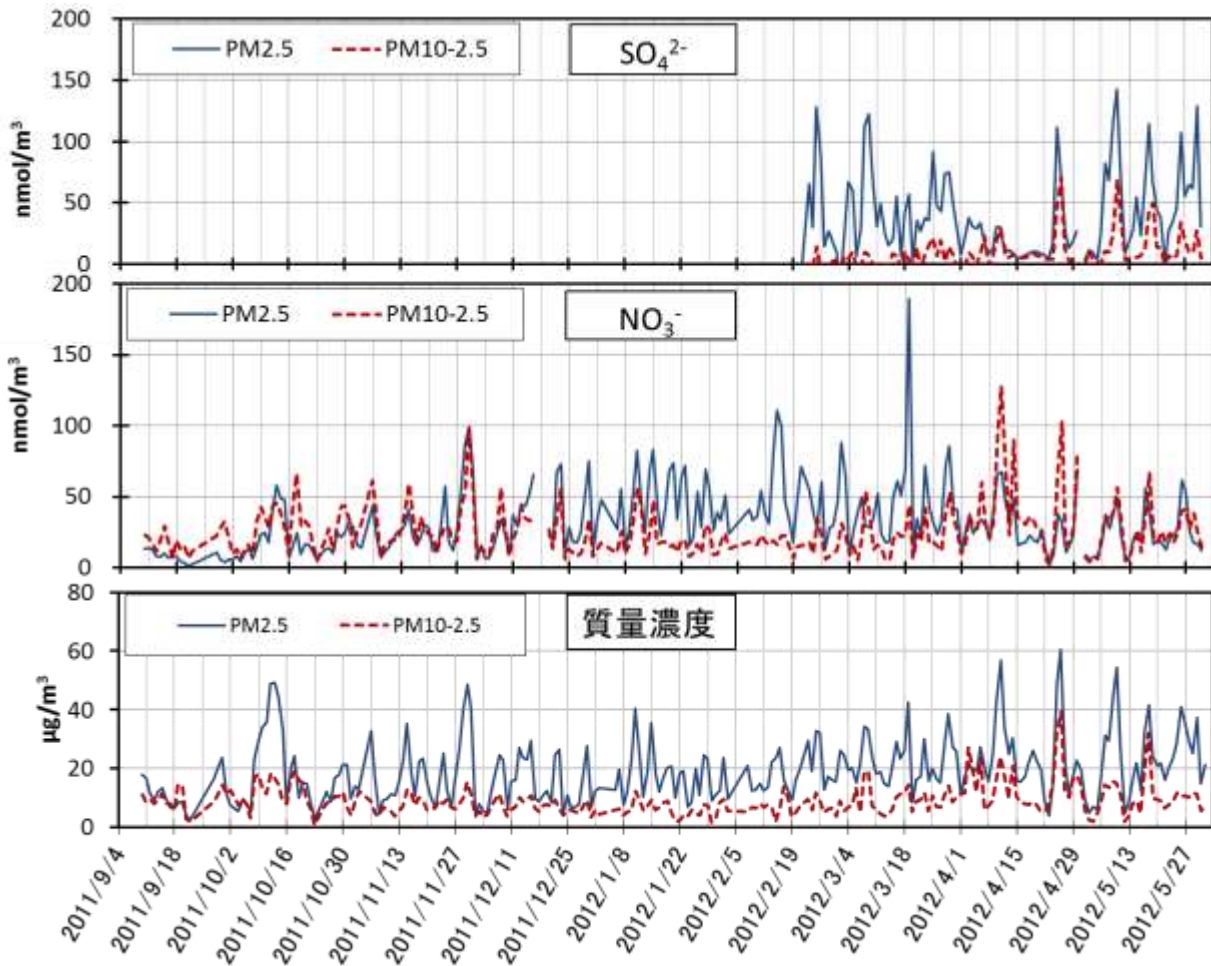 200
150
100
50
0
nmol/m³
PM2.5
PM10-2.5
SO₄²⁻
200
150
100
50
0
nmol/m³
PM2.5
PM10-2.5
NO₃⁻
80
60
40
20
0
µg/m³
PM2.5
PM10-2.5
質量濃度
2011/9/4
2011/9/18
2011/10/2
2011/10/16
2011/10/30
2011/11/13
2011/11/27
2011/12/11
2011/12/25
2012/1/8
2012/1/22
2012/2/5
2012/2/19
2012/3/4
2012/3/18
2012/4/1
2012/4/15
2012/4/29
2012/5/13
2012/5/27